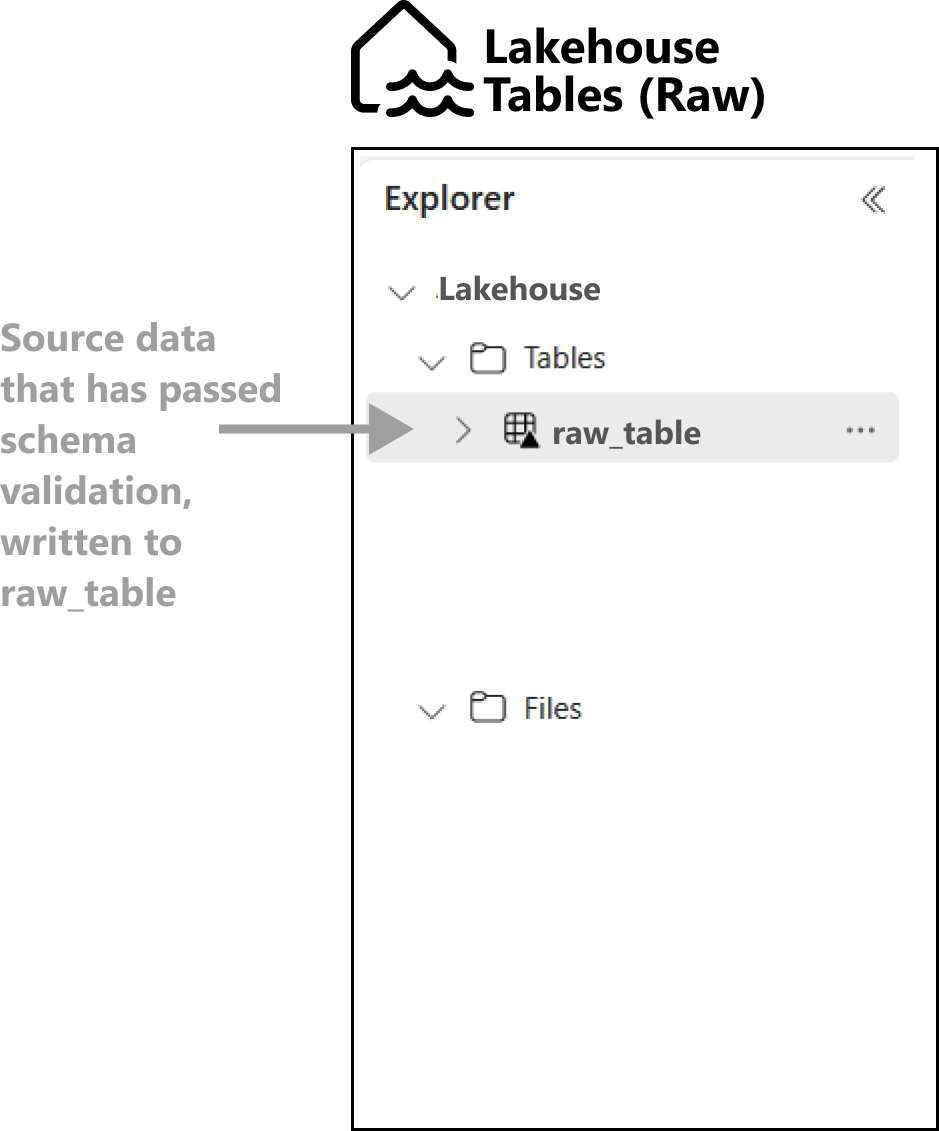 Lakehouse
Tables (Raw)
Explorer
Lakehouse
Source data
that has passed
schema
validation,
written to
raw_table
Tables
raw_table
Files